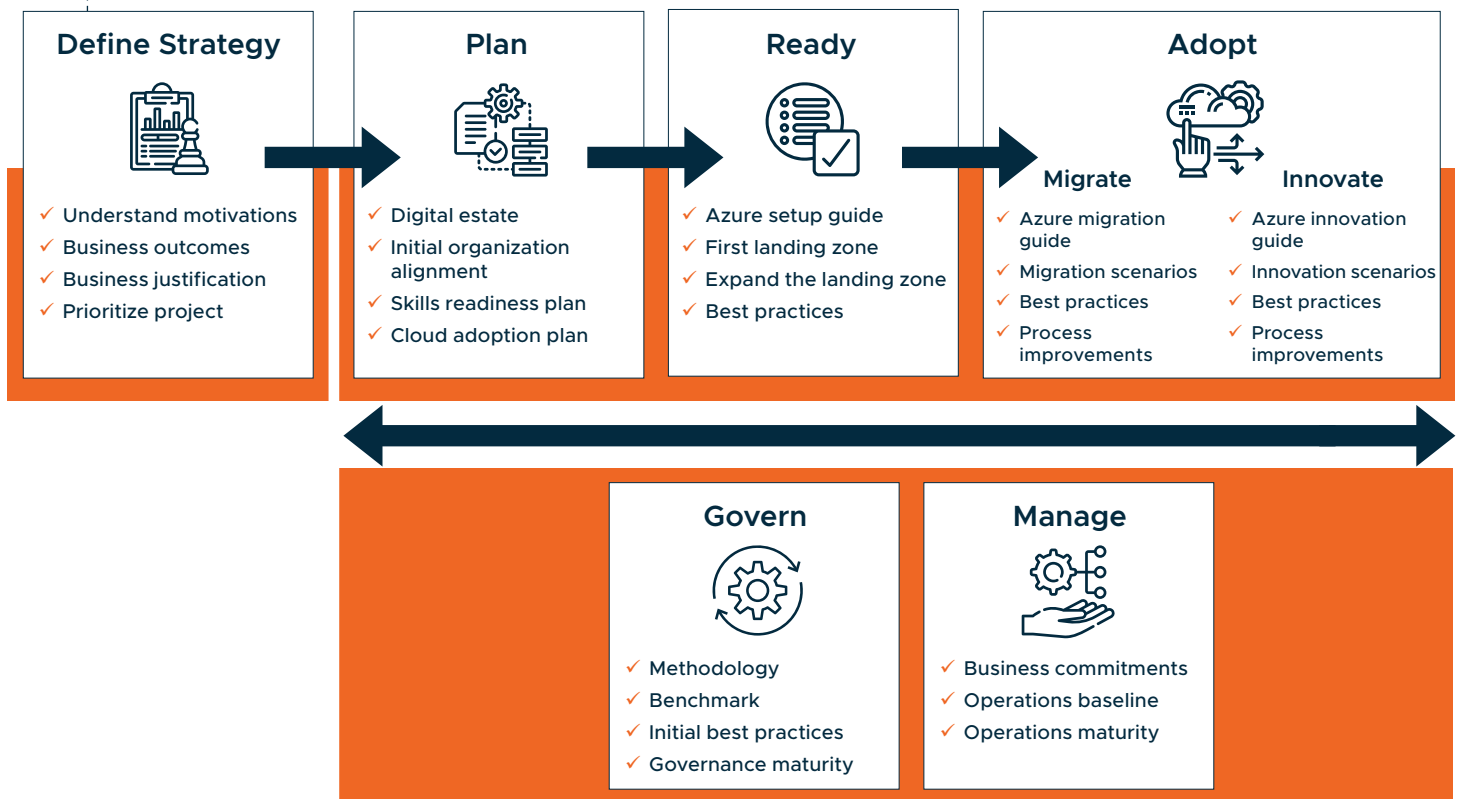 Define Strategy
Understand motivations
Business outcomes
Business justification
Prioritize project
Plan
Digital estate
Initial organization
alignment
Skills readiness plan
Cloud adoption plan
Ready
Azure setup guide
First landing zone
Expand the landing zone
Best practices
Adopt
Migrate
Azure migration
guide
Migration scenarios
Best practices
Process
improvements
Innovate
Azure innovation
guide
Innovation scenarios
Best practices
Process
improvements
Govern
Methodology
Benchmark
Initial best practices
Governance maturity
Manage
Business commitments
Operations baseline
Operations maturity